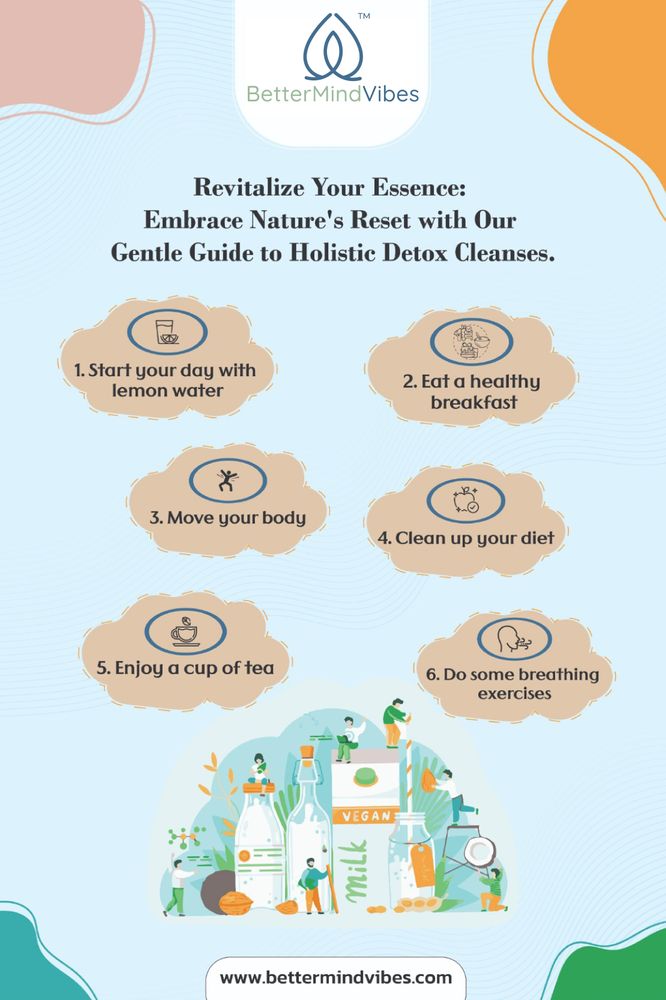 TM
BetterMindVibes
Revitalize Your Essence:
Embrace Nature's Reset with Our
Gentle Guide to Holistic Detox Cleanses.
1. Start your day with
lemon water
2. Eat a healthy
breakfast
3. Move your body
4. Clean up your diet
5. Enjoy a cup of tea
6. Do some breathing
exercises
VEGAN
milk
www.bettermindvibes.com